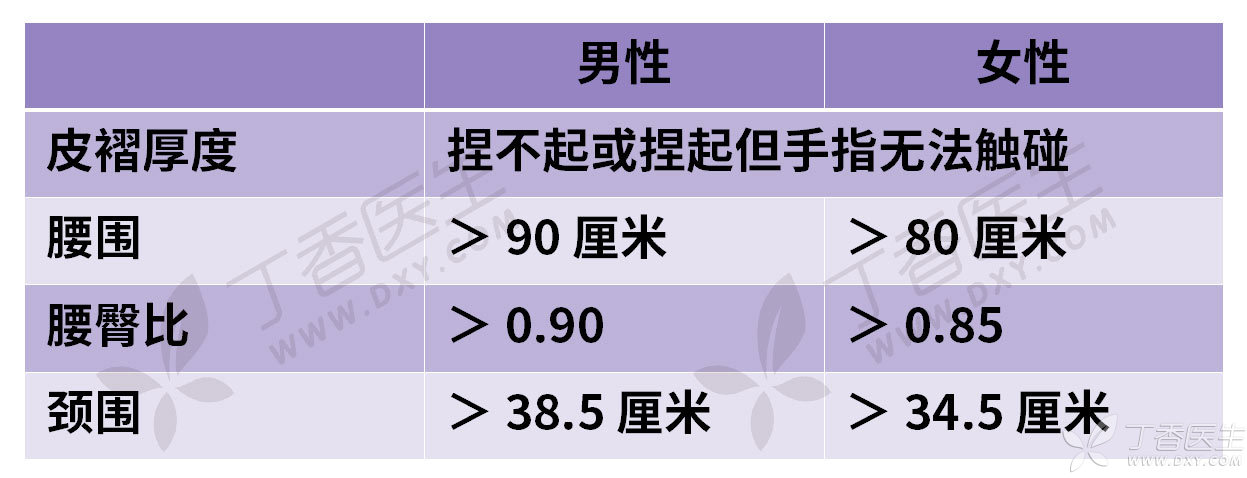 男性 女性
皮褶厚度 捏不起或捏起但手指无法触碰
腰围 ＞ 90 厘米 ＞ 80 厘米
腰臀比 ＞ 0.90 ＞ 0.85
颈围 ＞ 38.5 厘米 ＞ 34.5 厘米
丁香医生
WWW.DXY.COM
丁香医生
WWW.DXY.COM
丁香医生
WWW.DXY.COM